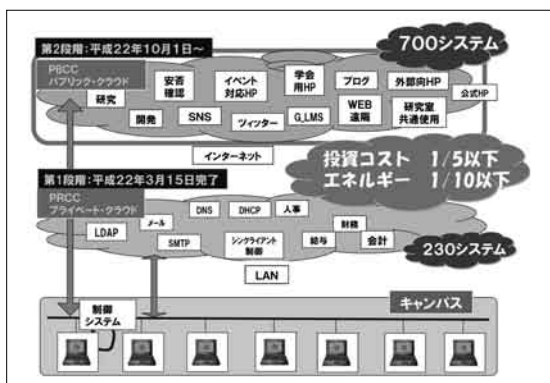 第2段階:平成22年10月1日～
700システム
PBCC
パブリック・クラウド
研究
安否
確認
イベント
対応HP
学会
用HP
ブログ
外部向HP
公式HP
開発
SNS
ツィッター
G_LMS
WEB
遠隔
研究室
共通使用
インターネット
投資コスト 1/5以下
エネルギー 1/10以下
第1段階:平成22年3月15日完了
PRCC
プライベート・クラウド
メール
DNS
DHCP
人事
LDAP
SMTP
シンクライアント
制御
給与
財務
会計
230システム
LAN
キャンパス
制御
システム